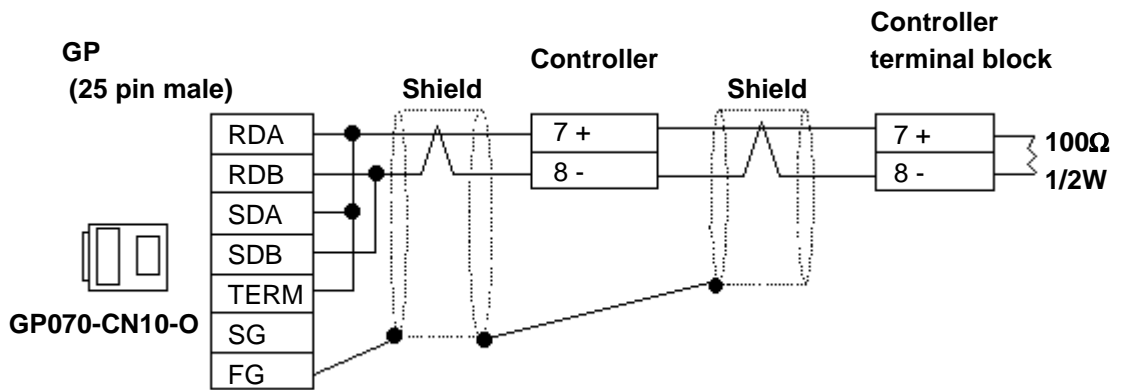 GP
(25 pin male)
Shield
Controller
Shield
Controller
terminal block
RDA
RDB
SDA
SDB
TERM
SG
FG
7 +
8 -
7 +
8 -
100Ω
1/2W
GP070-CN10-O